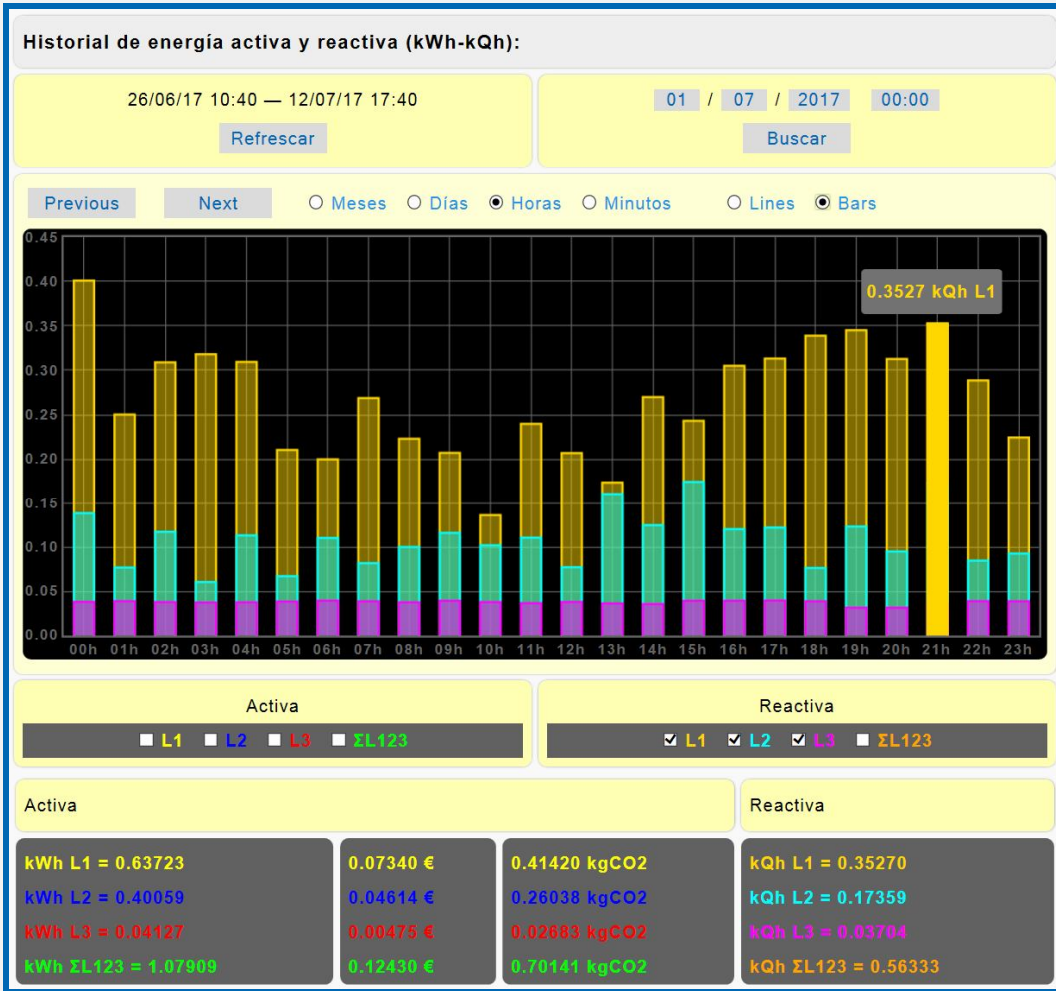 Historial de energía activa y reactiva (kWh-kQh):
26/06/17 10:40 — 12/07/17 17:40
Refrescar
01 / 07 / 2017 00:00
Buscar
Previous Next Meses Días Horas Minutos Lines Bars
0.45
0.40
0.35
0.30
0.25
0.20
0.15
0.10
0.05
0.00
0.3527 kQh L1
00h 01h 02h 03h 04h 05h 06h 07h 08h 09h 10h 11h 12h 13h 14h 15h 16h 17h 18h 19h 20h 21h 22h 23h
Activa
L1 L2 L3 ΣL123
Reactiva
L1 L2 L3 ΣL123
Activa
Reactiva
kWh L1 = 0.63723 0.07340 € 0.41420 kgCO2 kQh L1 = 0.35270
kWh L2 = 0.40059 0.04614 € 0.26038 kgCO2 kQh L2 = 0.17359
kWh L3 = 0.04127 0.00475 € 0.02683 kgCO2 kQh L3 = 0.03704
kWh ΣL123 = 1.07909 0.12430 € 0.70141 kgCO2 kQh ΣL123 = 0.56333